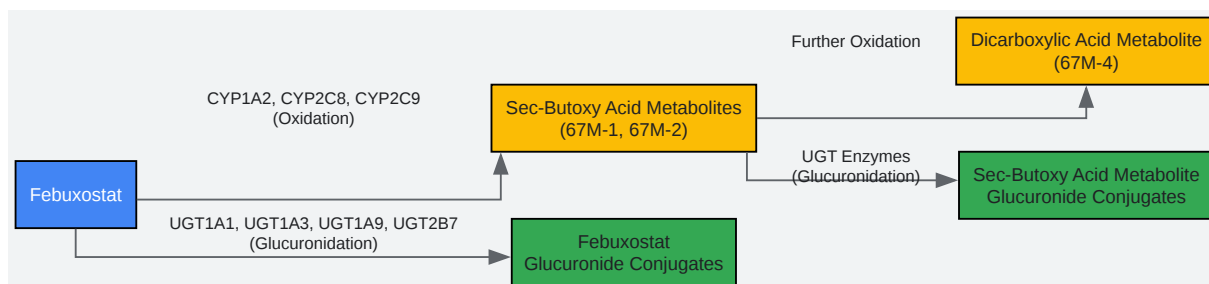 Further Oxidation
Dicarboxylic Acid Metabolite
(67M-4)
CYP1A2, CYP2C8, CYP2C9
(Oxidation)
Sec-Butoxy Acid Metabolites
(67M-1, 67M-2)
UGT Enzymes
(Glucuronidation)
Sec-Butoxy Acid Metabolite
Glucuronide Conjugates
Febuxostat
UGT1A1, UGT1A3, UGT1A9, UGT2B7
(Glucuronidation)
Febuxostat
Glucuronide Conjugates